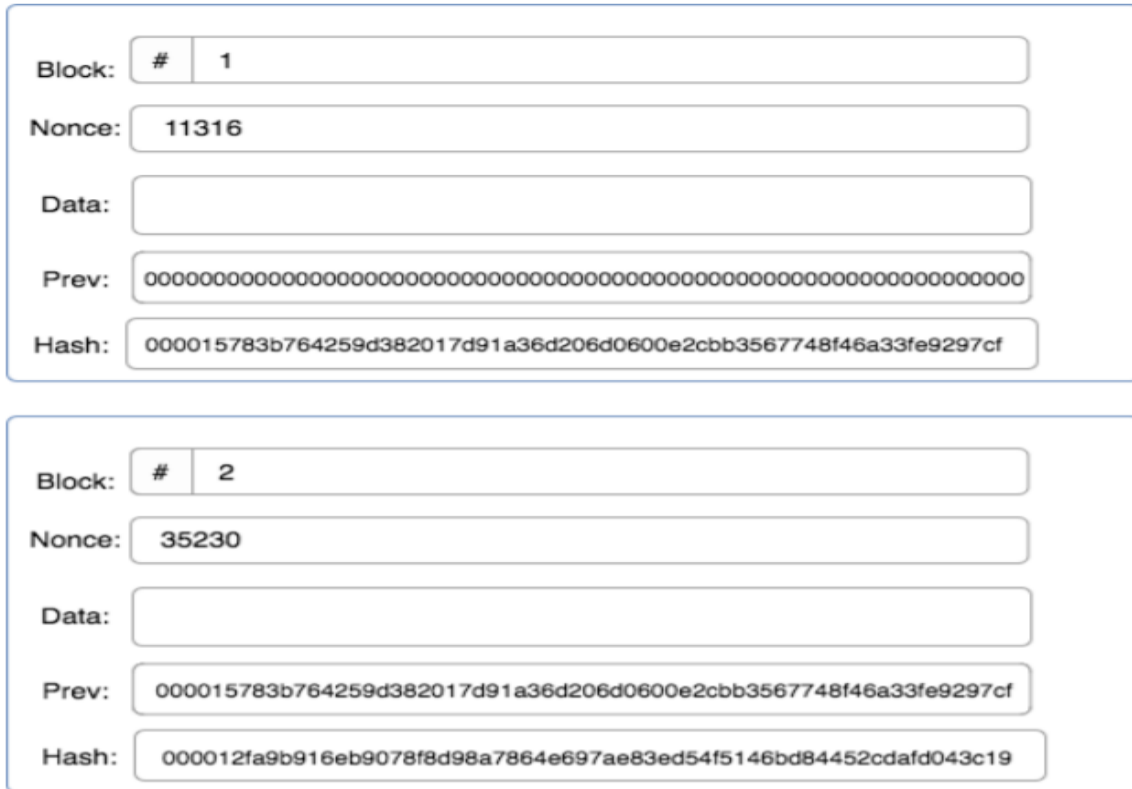 Block: # 1
Nonce: 11316
Data:
Prev: 0000000000000000000000000000000000000000000000000000000000000000
Hash: 000015783b764259d382017d91a36d206d0600e2cbb3567748f46a33fe9297cf
Block: # 2
Nonce: 35230
Data:
Prev: 000015783b764259d382017d91a36d206d0600e2cbb3567748f46a33fe9297cf
Hash: 000012fa9b916eb9078f8d98a7864e697ae83ed54f5146bd84452cdafd043c19